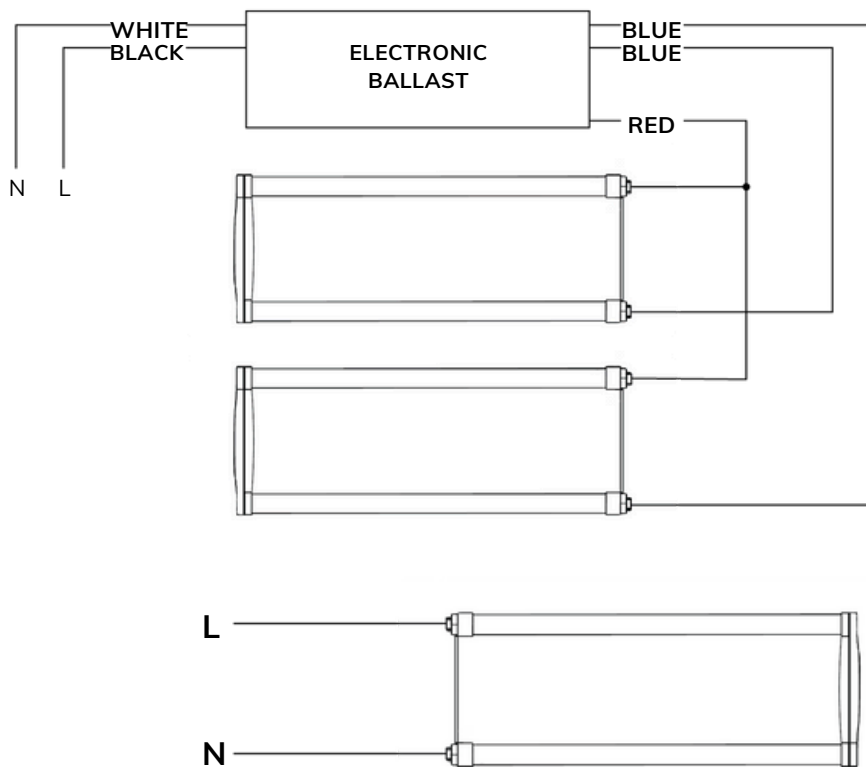 WHITE
BLACK
ELECTRONIC
BALLAST
BLUE
BLUE
RED
N L
L
N